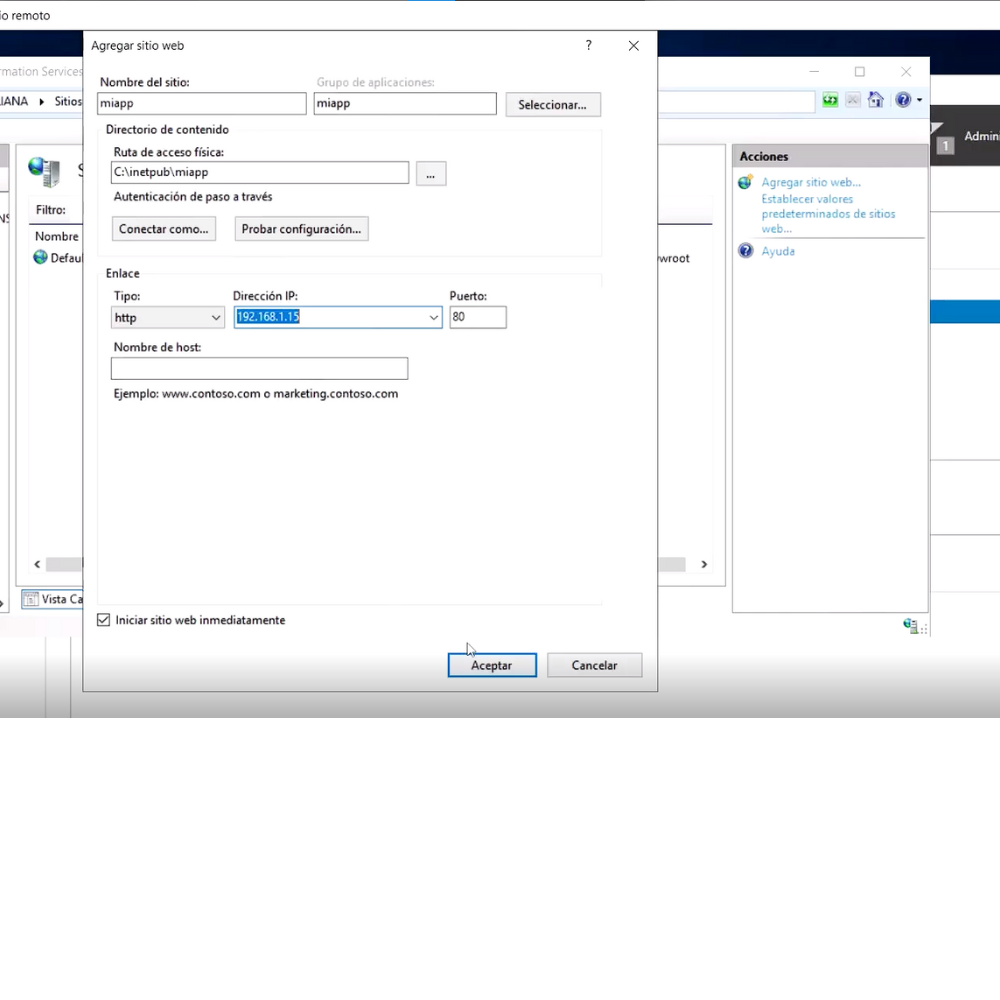 io remoto
Agregar sitio web
?
rmation Services
IANA
Sitios
Nombre del sitio:
Grupo de aplicaciones:
miapp
miapp
Seleccionar...
Directorio de contenido
Ruta de acceso física:
C:\inetpub\miapp
...
Autenticación de paso a través
Conectar como...
Probar configuración...
Filtro:
Nombre
Defaul
wroot
Enlace
Tipo:
Dirección IP:
Puerto:
http
192.168.1.15
80
Nombre de host:
Ejemplo: www.contoso.com o marketing.contoso.com
Vista Ca
Iniciar sitio web inmediatamente
Aceptar
Cancelar
Acciones
Agregar sitio web...
Establecer valores
predeterminados de sitios
web...
Ayuda
1
Admin